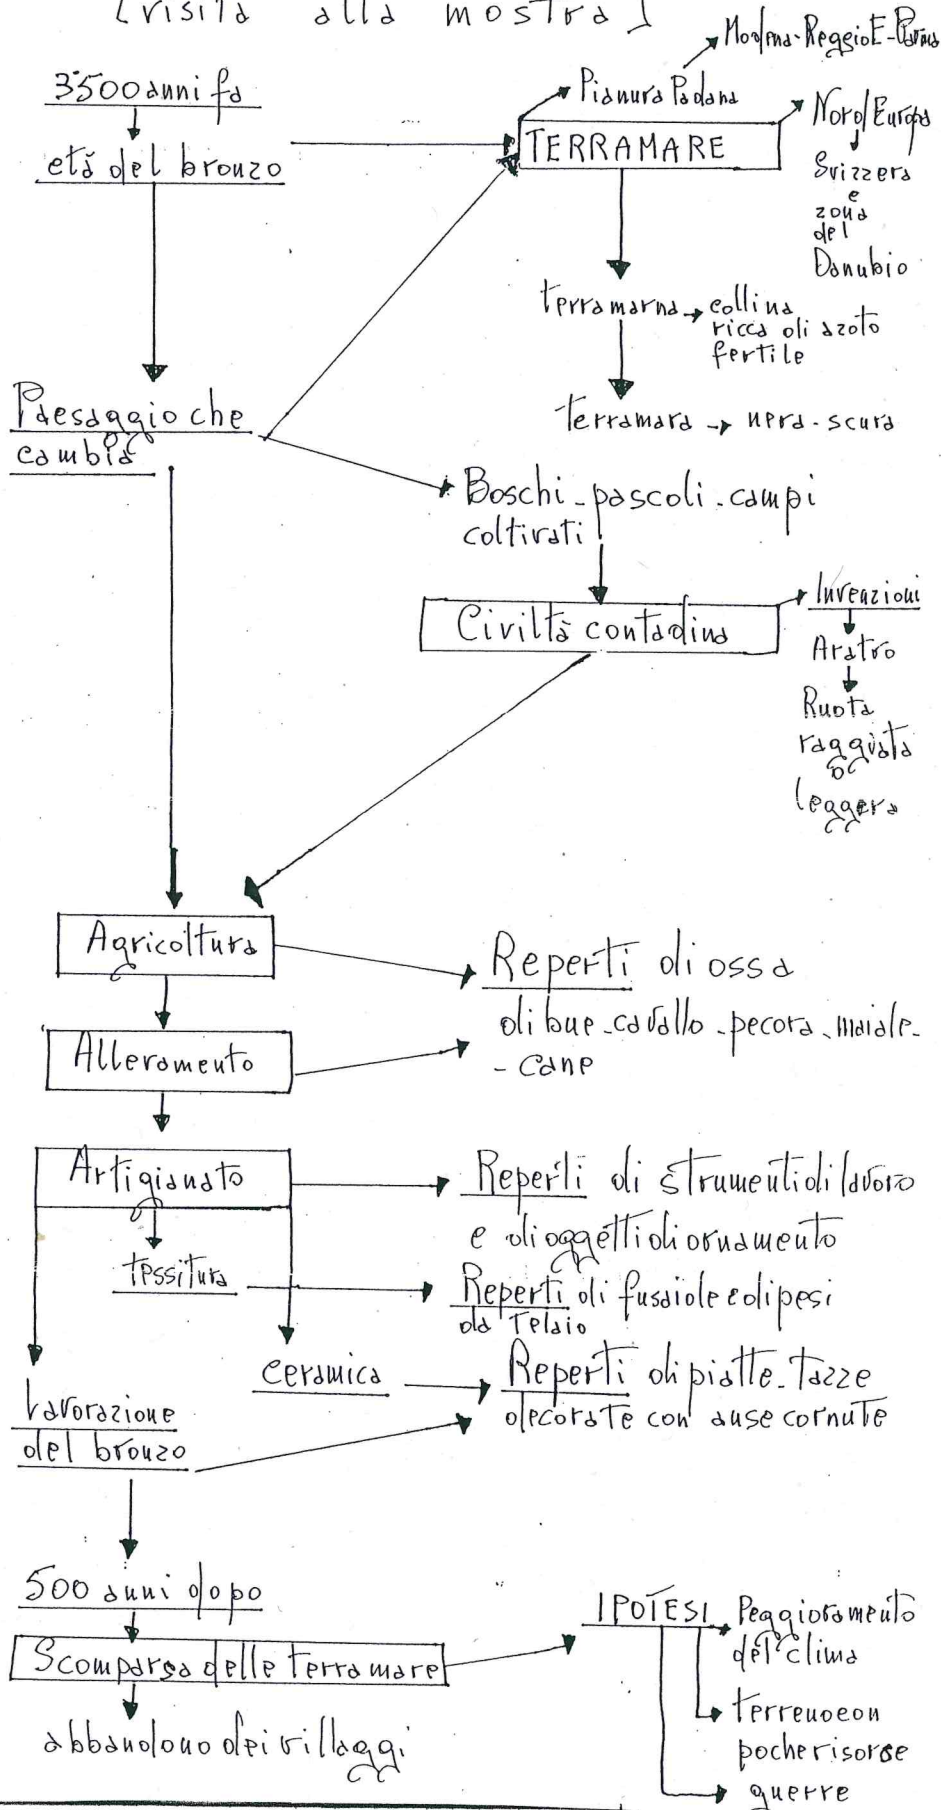 (visita alla mostra)
Modena-Reggio E-Parma
3500 anni fa
Pianura Padana
Nord Europa
età del bronzo
TERRAMARE
Svizzera
e
zona
del
Danubio
terramarna → collina
ricca di azoto
fertile
Paesaggio che
cambia
terramara → nera-scura
Boschi-pascoli-campi
coltivati
Civiltà contadina
Invenzioni
Aratro
Ruota
raggiata
leggera
Agricoltura
Reperti di ossa
di bue-cavallo-pecora-maiale-
-cane
Allevamento
Artigianato
Reperti di strumenti di lavoro
e di oggetti di ornamento
tessitura
Reperti di fusaiole e di pesi
da telaio
ceramica
Reperti di piatte-tazze
decorate con anse cornute
Lavorazione
del bronzo
500 anni dopo
Scomparsa delle terramare
abbandono dei villaggi
IPOTESI
Peggioramento
del clima
terreno con
poche risorse
guerre